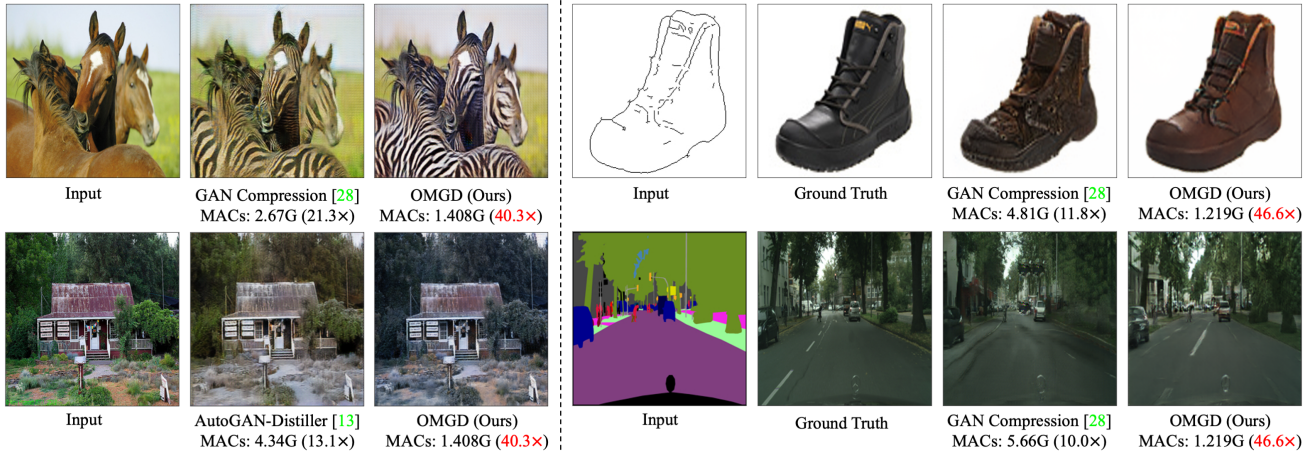 Input
GAN Compression [28]
MACs: 2.67G (21.3×)
OMGD (Ours)
MACs: 1.408G (40.3×)
Input
Ground Truth
GAN Compression [28]
MACs: 4.81G (11.8×)
OMGD (Ours)
MACs: 1.219G (46.6×)
Input
AutoGAN-Distiller [13]
MACs: 4.34G (13.1×)
OMGD (Ours)
MACs: 1.408G (40.3×)
Input
Ground Truth
GAN Compression [28]
MACs: 5.66G (10.0×)
OMGD (Ours)
MACs: 1.219G (46.6×)